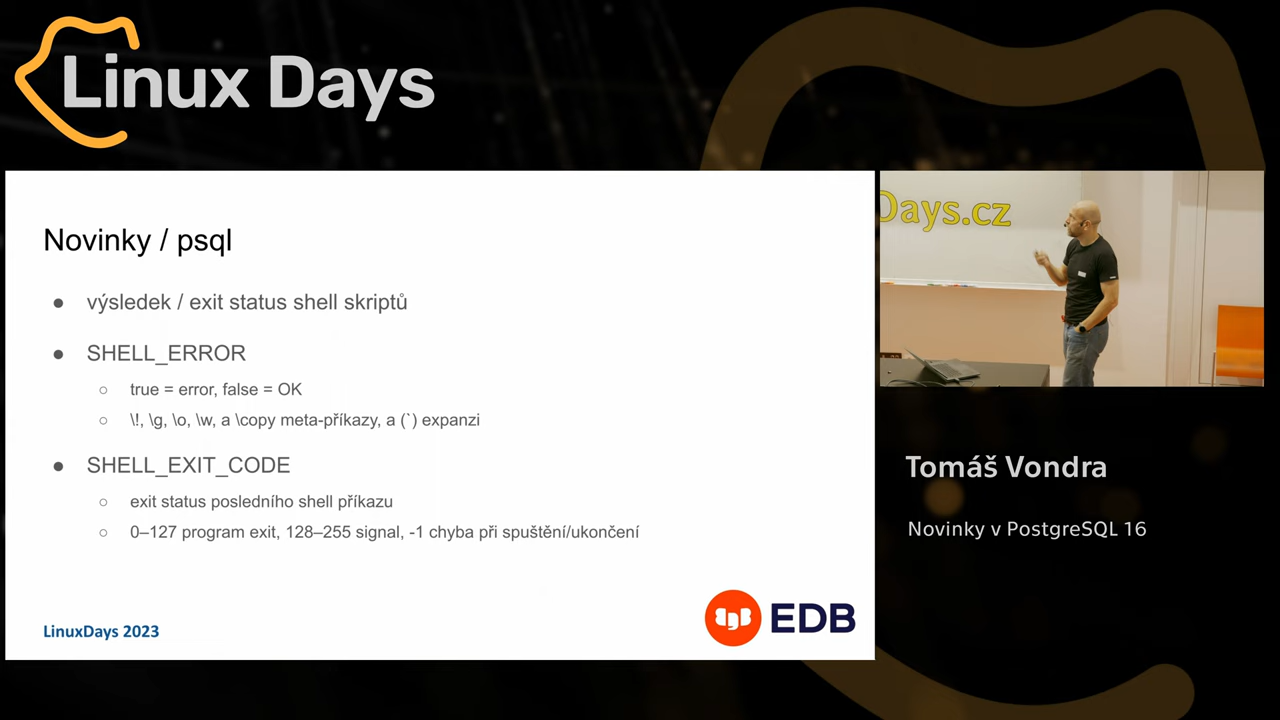 Linux Days
Novinky / psql
výsledek / exit status shell skriptů
SHELL_ERROR
true = error, false = OK
\!, \g, \o, \w, a \copy meta-příkazy, a (`) expanzi
SHELL_EXIT_CODE
exit status posledního shell příkazu
0–127 program exit, 128–255 signal, -1 chyba při spuštění/ukončení
LinuxDays 2023
EDB
Days.cz
Tomáš Vondra
Novinky v PostgreSQL 16